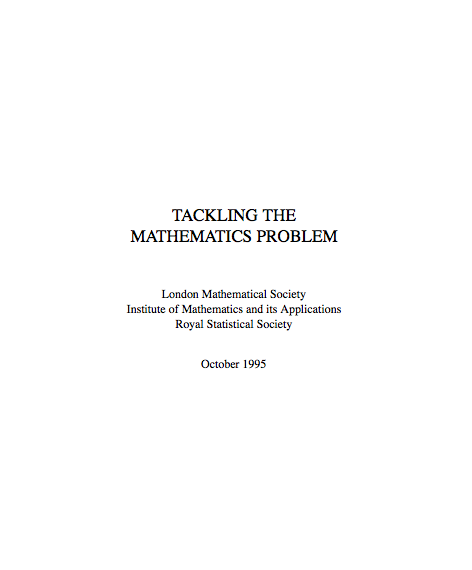 TACKLING THE
MATHEMATICS PROBLEM
London Mathematical Society
Institute of Mathematics and its Applications
Royal Statistical Society
October 1995